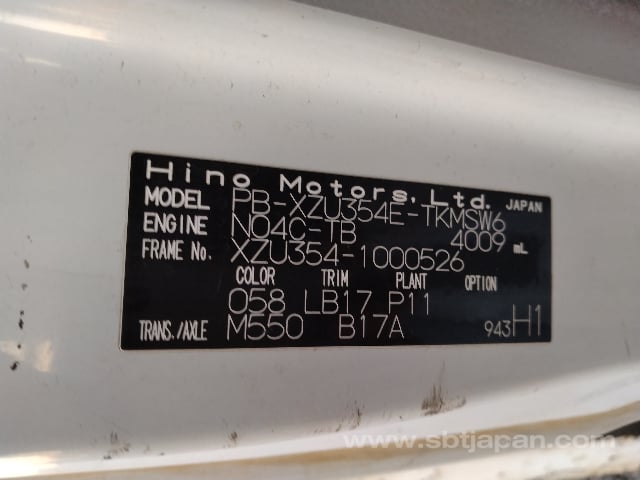 Hino Motors, Ltd. JAPAN
MODEL PB-XZU354E-TKMSW6
ENGINE N04C-TB 4009 mL
FRAME No. XZU354-1000526
COLOR TRIM PLANT OPTION
058 LB17 P11
TRANS./AXLE M550 B17A 943H1
www.sbtjapan.com